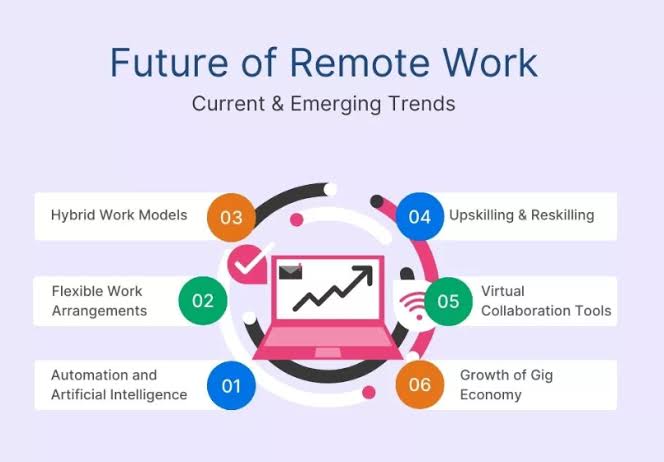 Future of Remote Work
Current & Emerging Trends
Hybrid Work Models
03
04
Upskilling & Reskilling
Flexible Work
Arrangements
02
05
Virtual
Collaboration Tools
Automation and
Artificial Intelligence
01
06
Growth of Gig
Economy